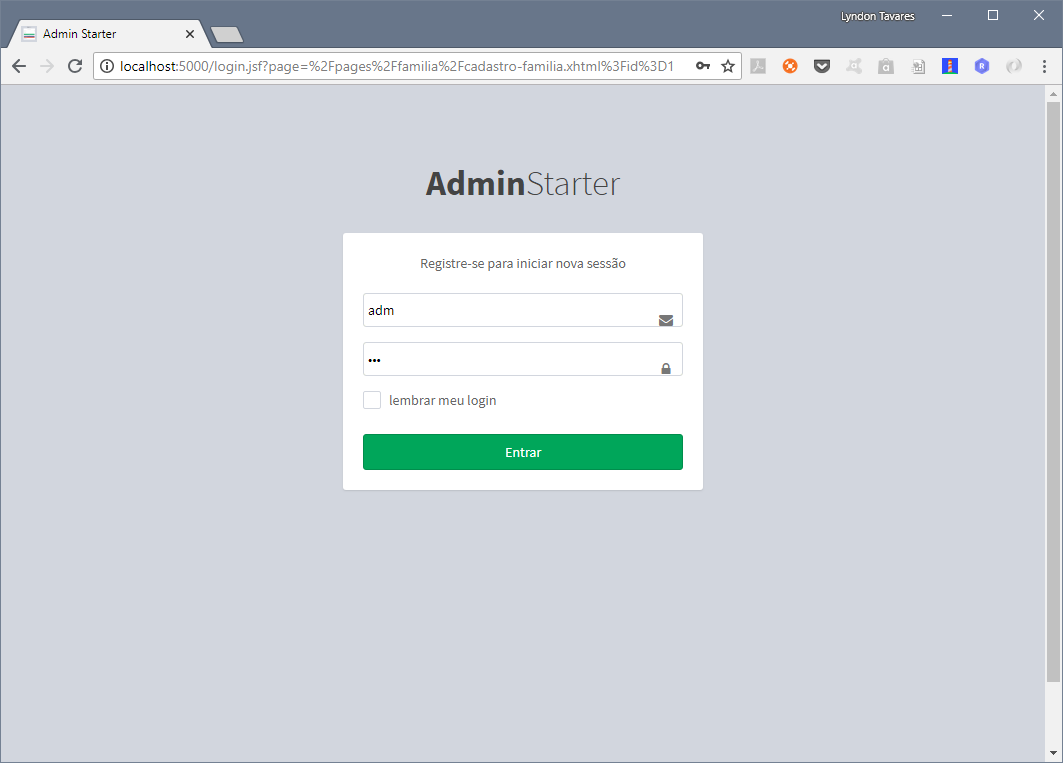 Lyndon Tavares
Admin Starter
localhost:5000/login.jsf?page=%2Fpages%2Ffamilia%2Fcadastro-familia.xhtml%3Fid%3D1
AdminStarter
Registre-se para iniciar nova sessão
adm
•••
lembrar meu login
Entrar